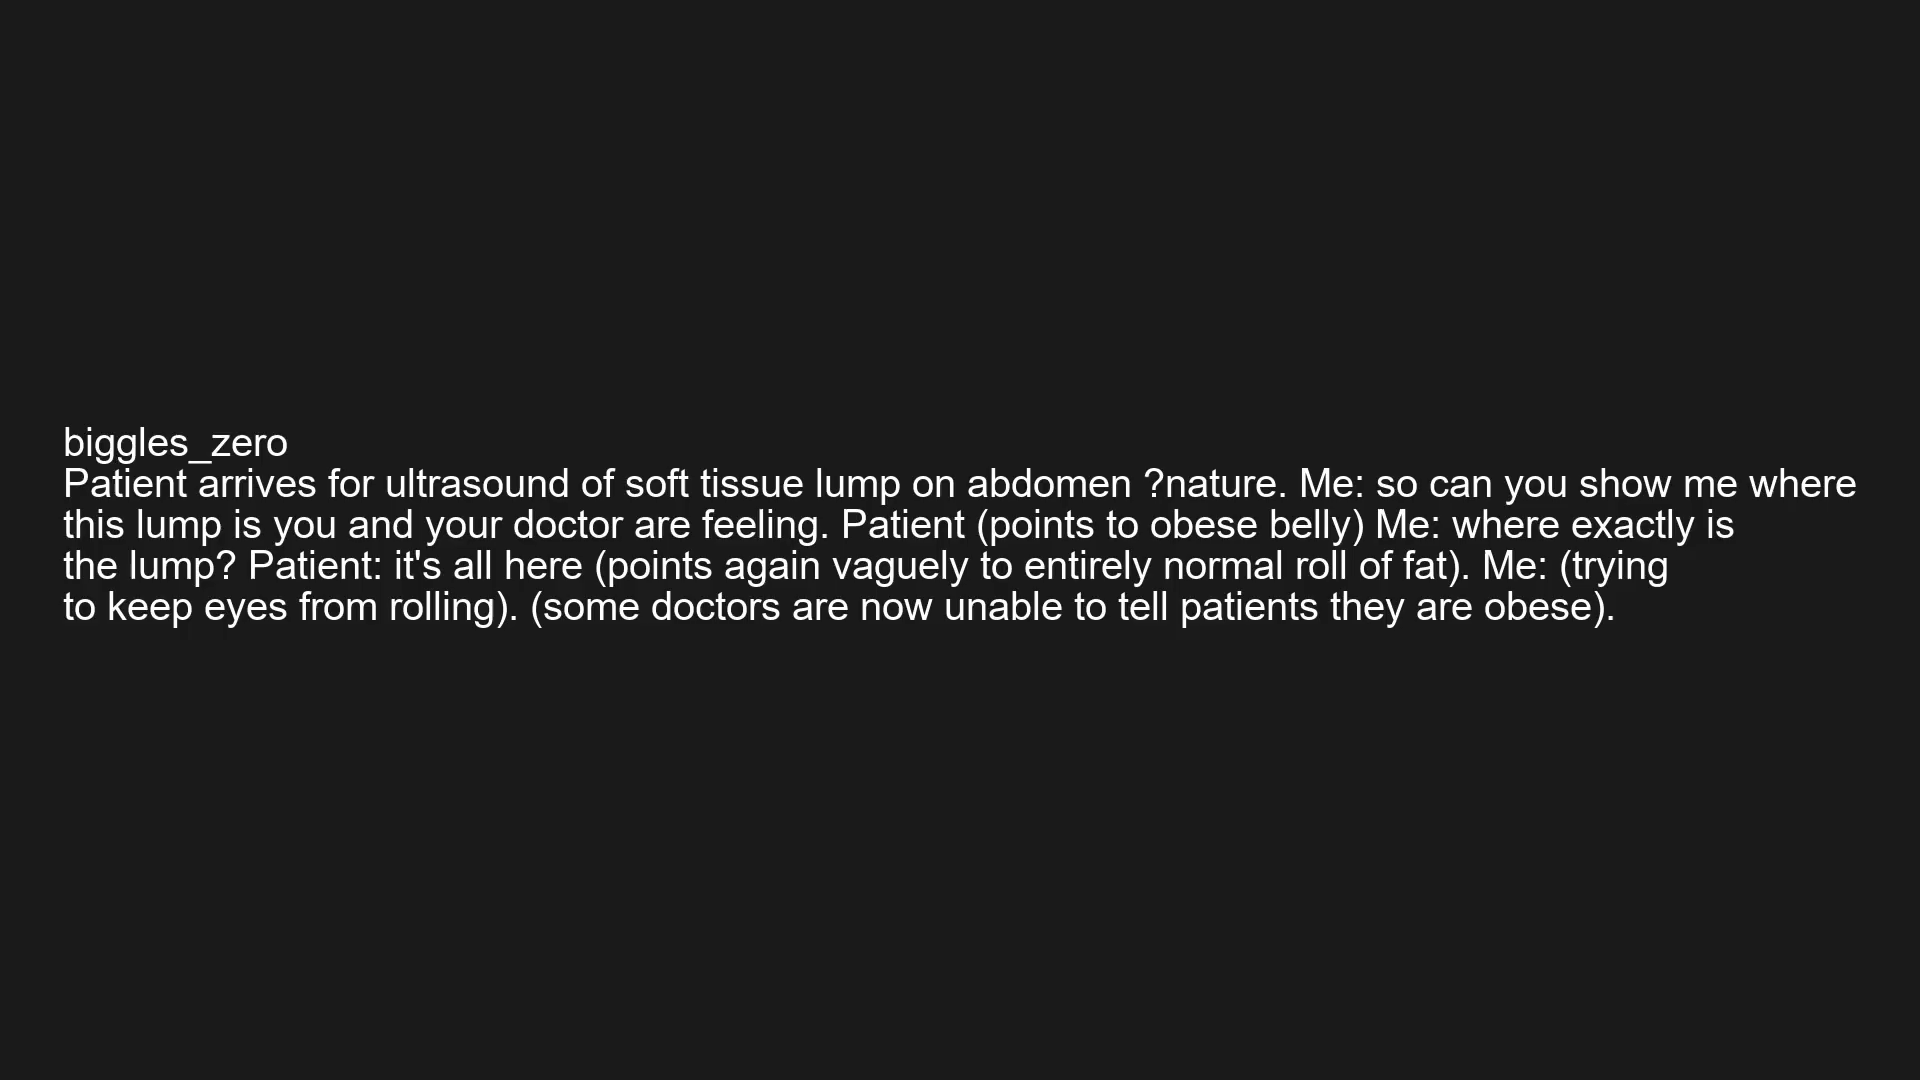 biggles_zero
Patient arrives for ultrasound of soft tissue lump on abdomen ?nature. Me: so can you show me where
this lump is you and your doctor are feeling. Patient (points to obese belly) Me: where exactly is
the lump? Patient: it's all here (points again vaguely to entirely normal roll of fat). Me: (trying
to keep eyes from rolling). (some doctors are now unable to tell patients they are obese).